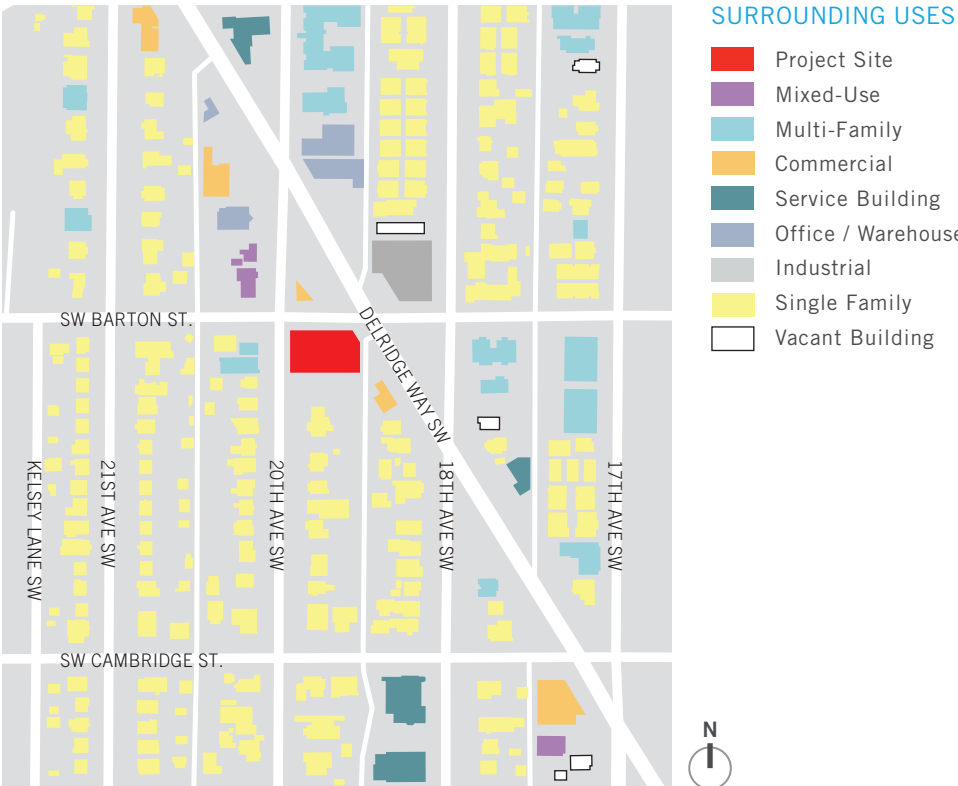 SURROUNDING USES
Project Site
Mixed-Use
Multi-Family
Commercial
Service Building
Office / Warehouse
Industrial
Single Family
Vacant Building
SW BARTON ST.
DELRIDGE WAY SW
KELSEY LANE SW
21ST AVE SW
20TH AVE SW
18TH AVE SW
17TH AVE SW
SW CAMBRIDGE ST.
N